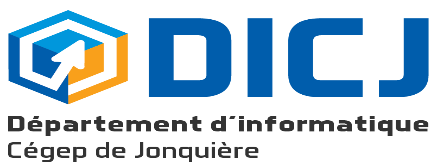 DICJ
Département d'informatique
Cégep de Jonquière